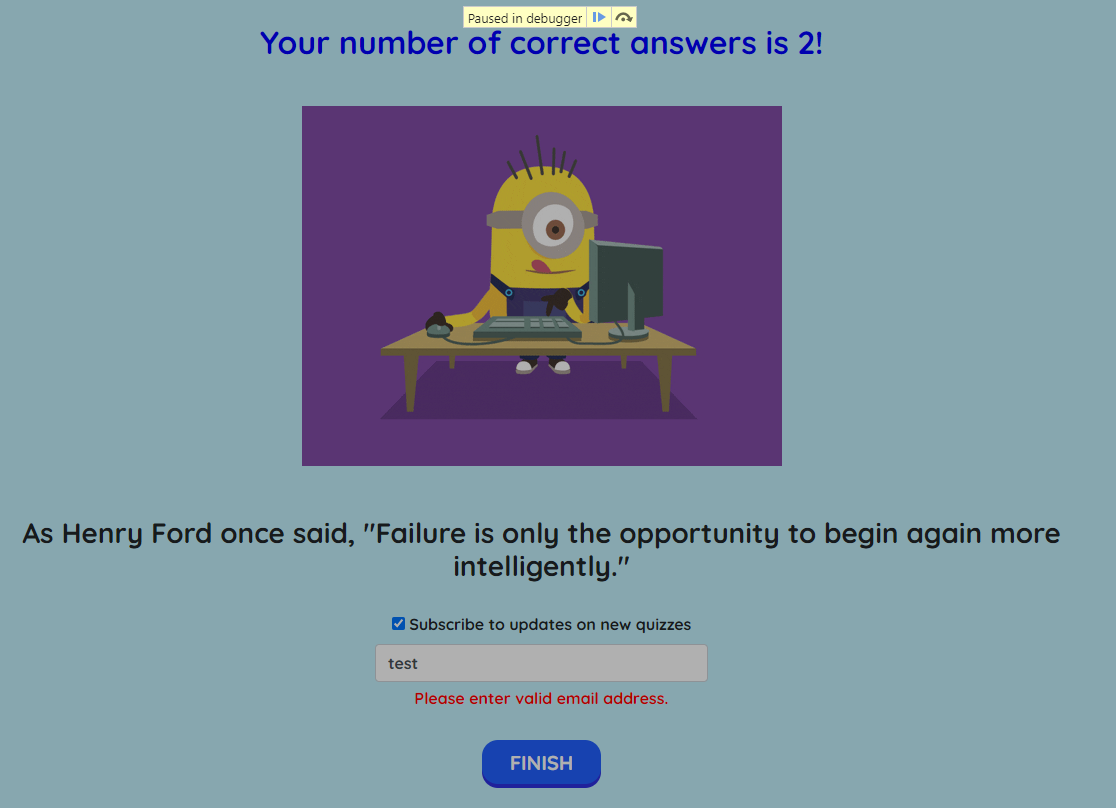 Paused in debugger
Your number of correct answers is 2!
As Henry Ford once said, "Failure is only the opportunity to begin again more
intelligently."
Subscribe to updates on new quizzes
test
Please enter valid email address.
FINISH